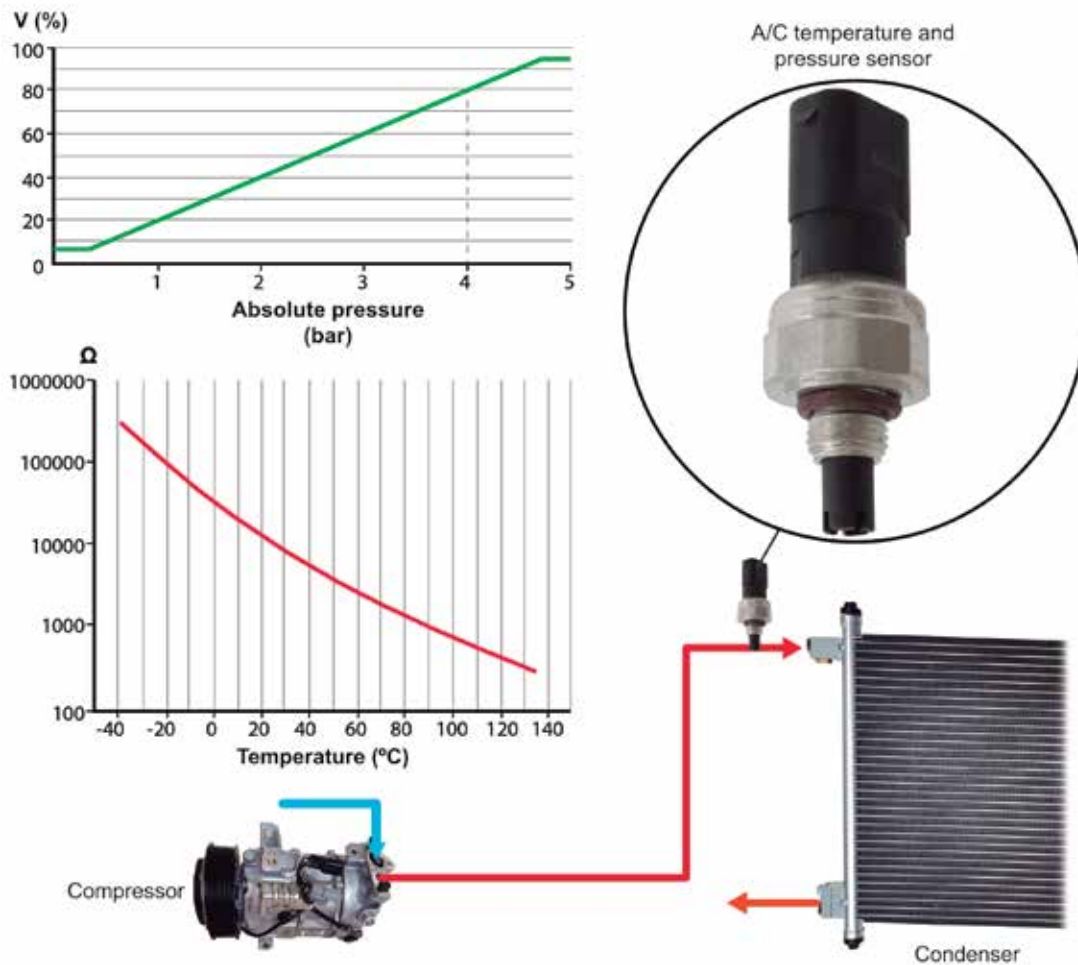 V (%)
100
80
60
40
20
0
1
2
3
4
5
Absolute pressure
(bar)
A/C temperature and
pressure sensor
Ω
1000000
100000
10000
1000
100
-40
-20
0
20
40
60
80
100
120
140
Temperature (ºC)
Compressor
Condenser